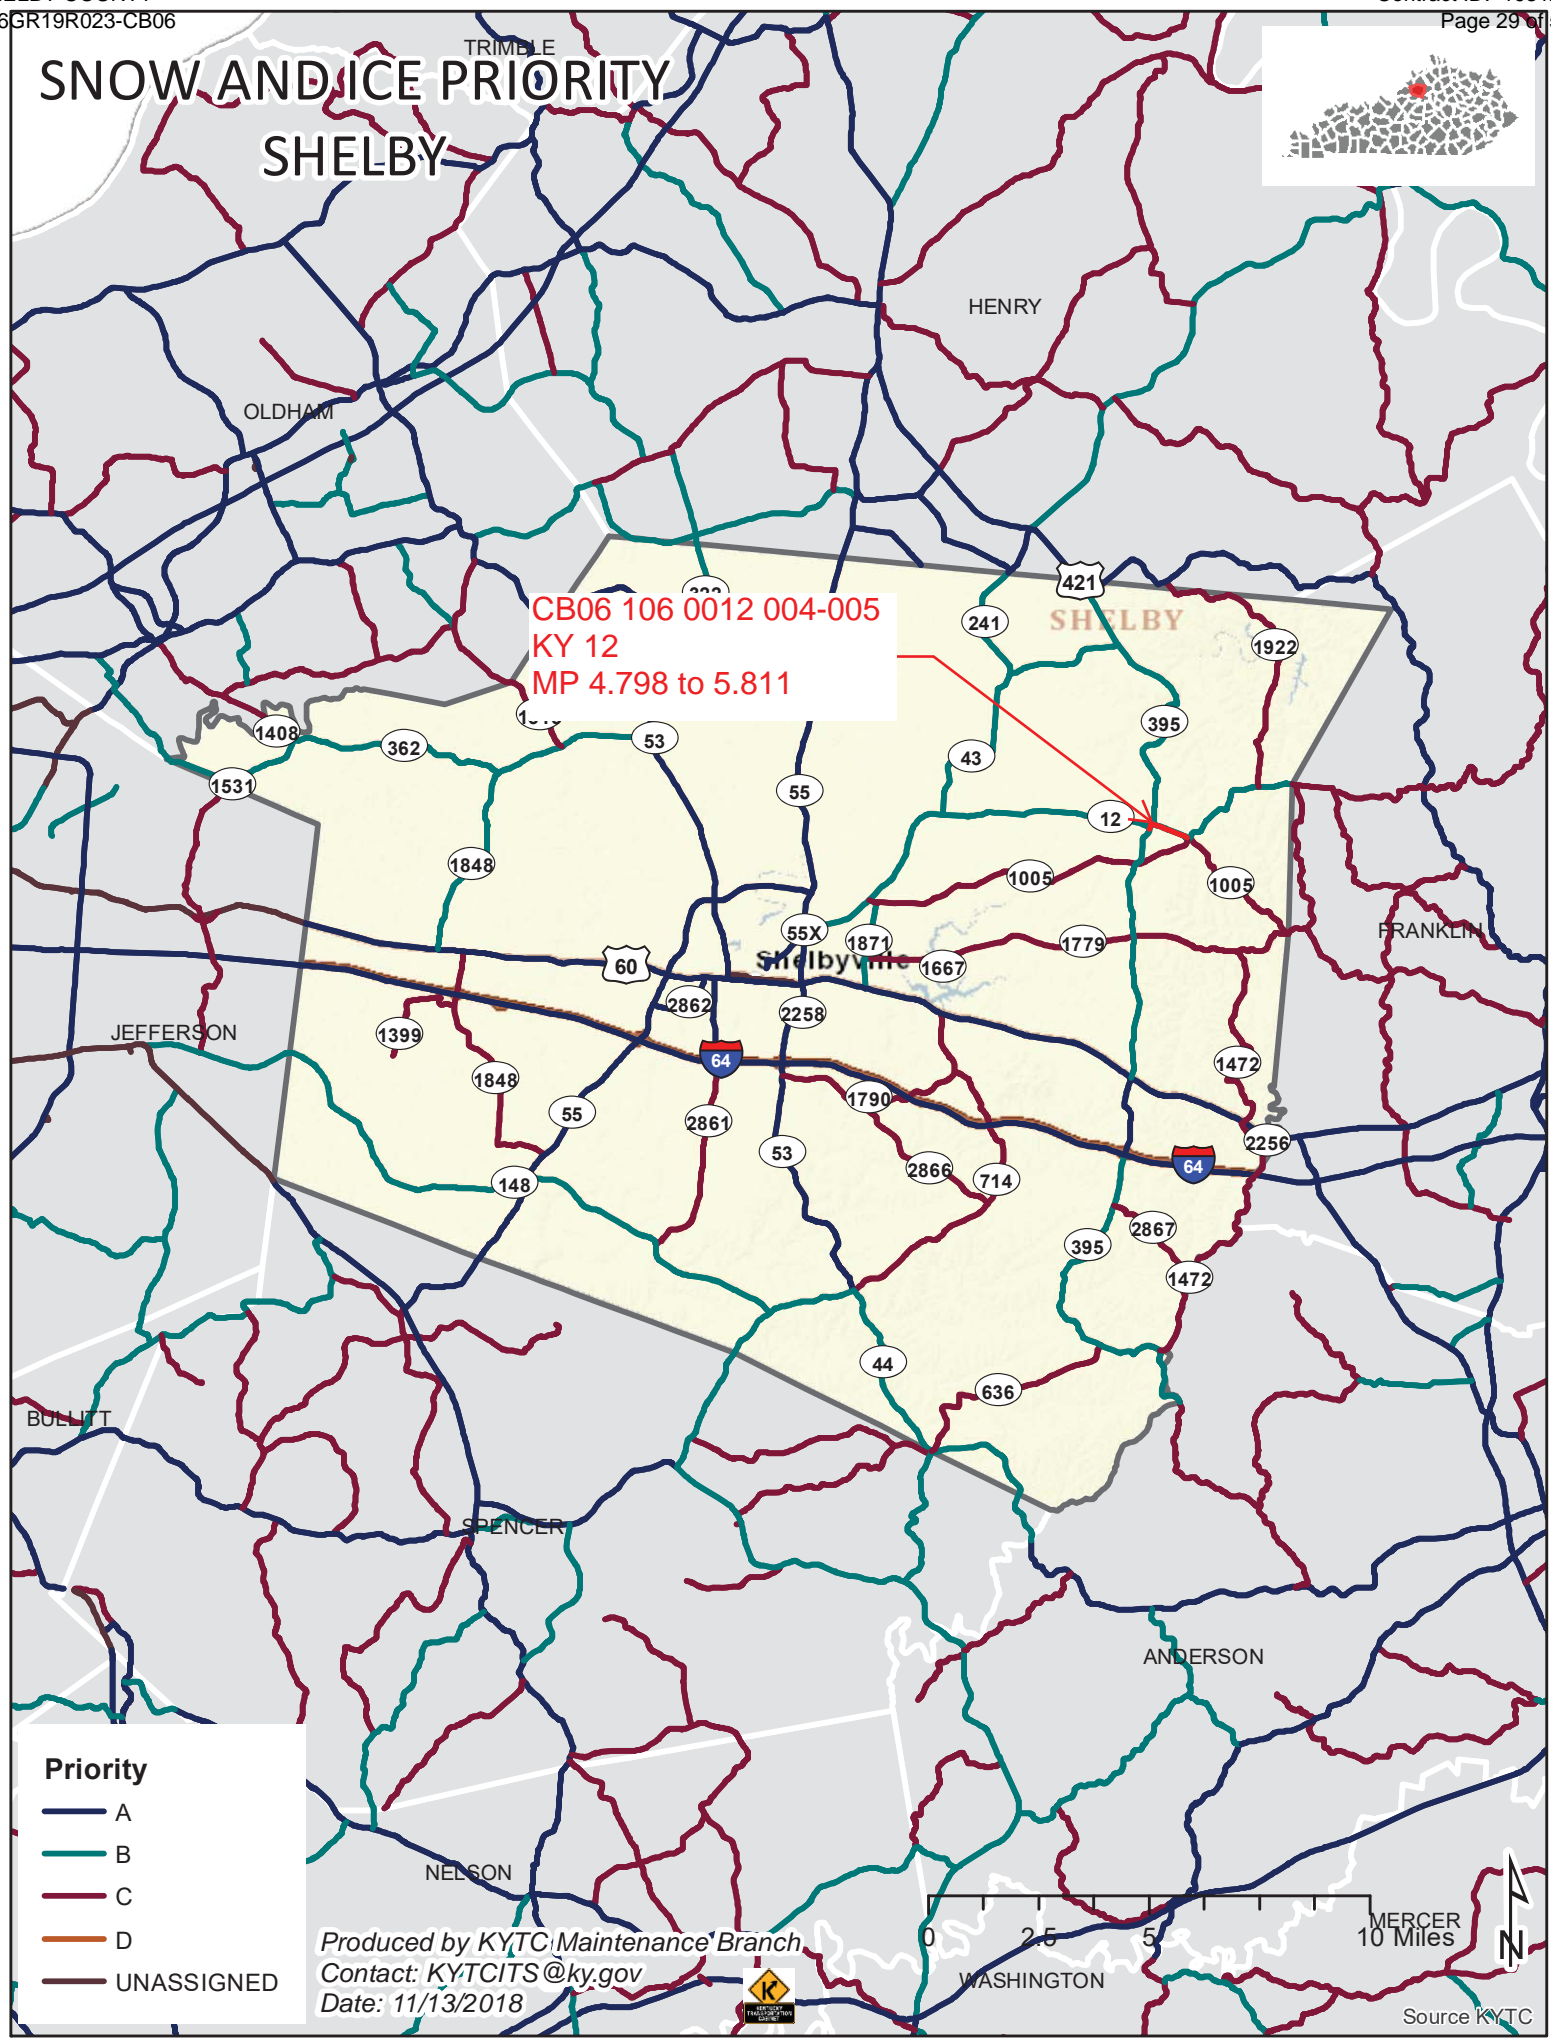 6GR19R023-CB06
Page 29 of
SNOW AND ICE PRIORITY
SHELBY
TRIMBLE
HENRY
OLDHAM
421
CB06 106 0012 004-005
KY 12
MP 4.798 to 5.811
241
SHELBY
1922
1408
362
53
395
43
1531
55
12
1848
1005
1005
55X
1871
1779
FRANKLIN
60
Shelbyville
1667
2862
2258
JEFFERSON
1399
64
1472
1848
1790
55
2861
53
2256
2866
714
64
148
2867
395
1472
44
636
BULLITT
SPENCER
ANDERSON
Priority
A
B
C
D
UNASSIGNED
NELSON
Produced by KYTC Maintenance Branch
Contact: KYTCITS@ky.gov
Date: 11/13/2018
KENTUCKY
TRANSPORTATION
CABINET
0 2.5 5 10 Miles
MERCER
WASHINGTON
N
Source KYTC